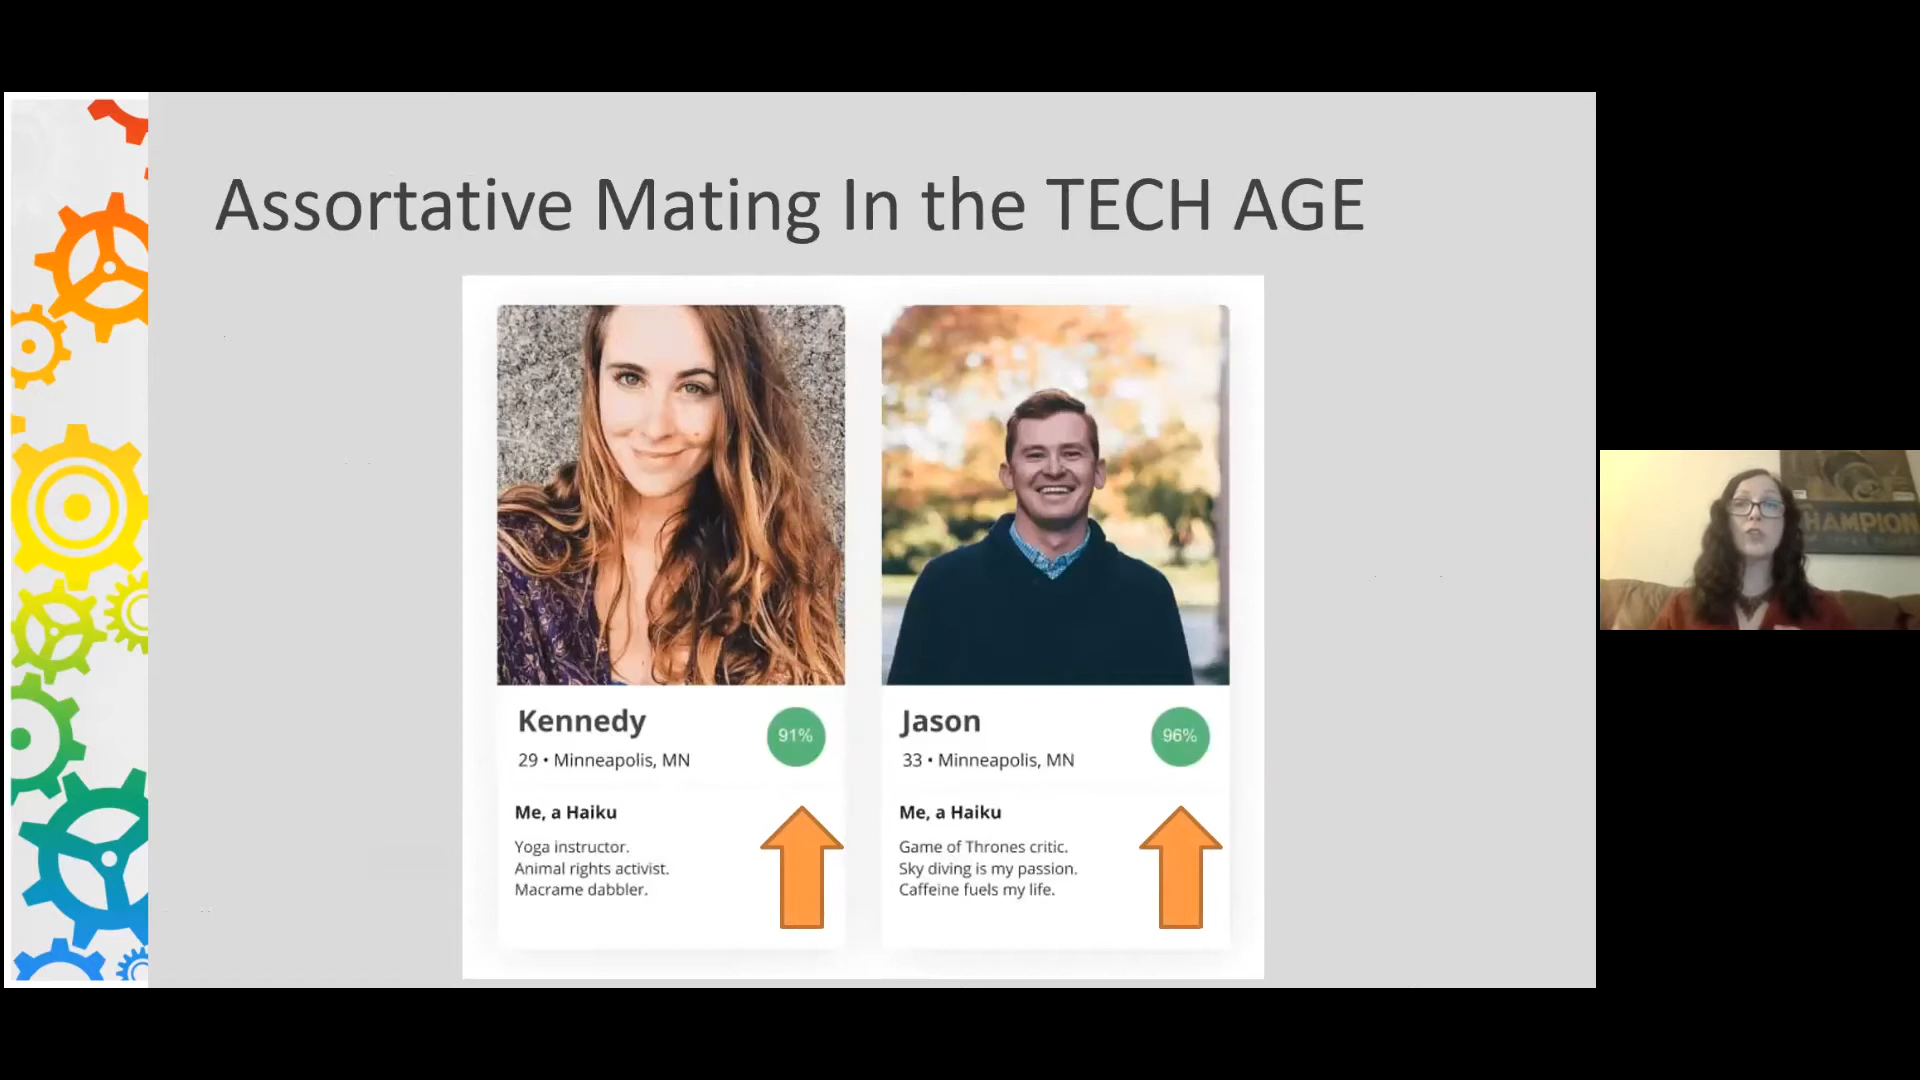 Assortative Mating In the TECH AGE
Kennedy
91%
29 • Minneapolis, MN
Me, a Haiku
Yoga instructor.
Animal rights activist.
Macrame dabbler.
Jason
96%
33 • Minneapolis, MN
Me, a Haiku
Game of Thrones critic.
Sky diving is my passion.
Caffeine fuels my life.
HAMPION